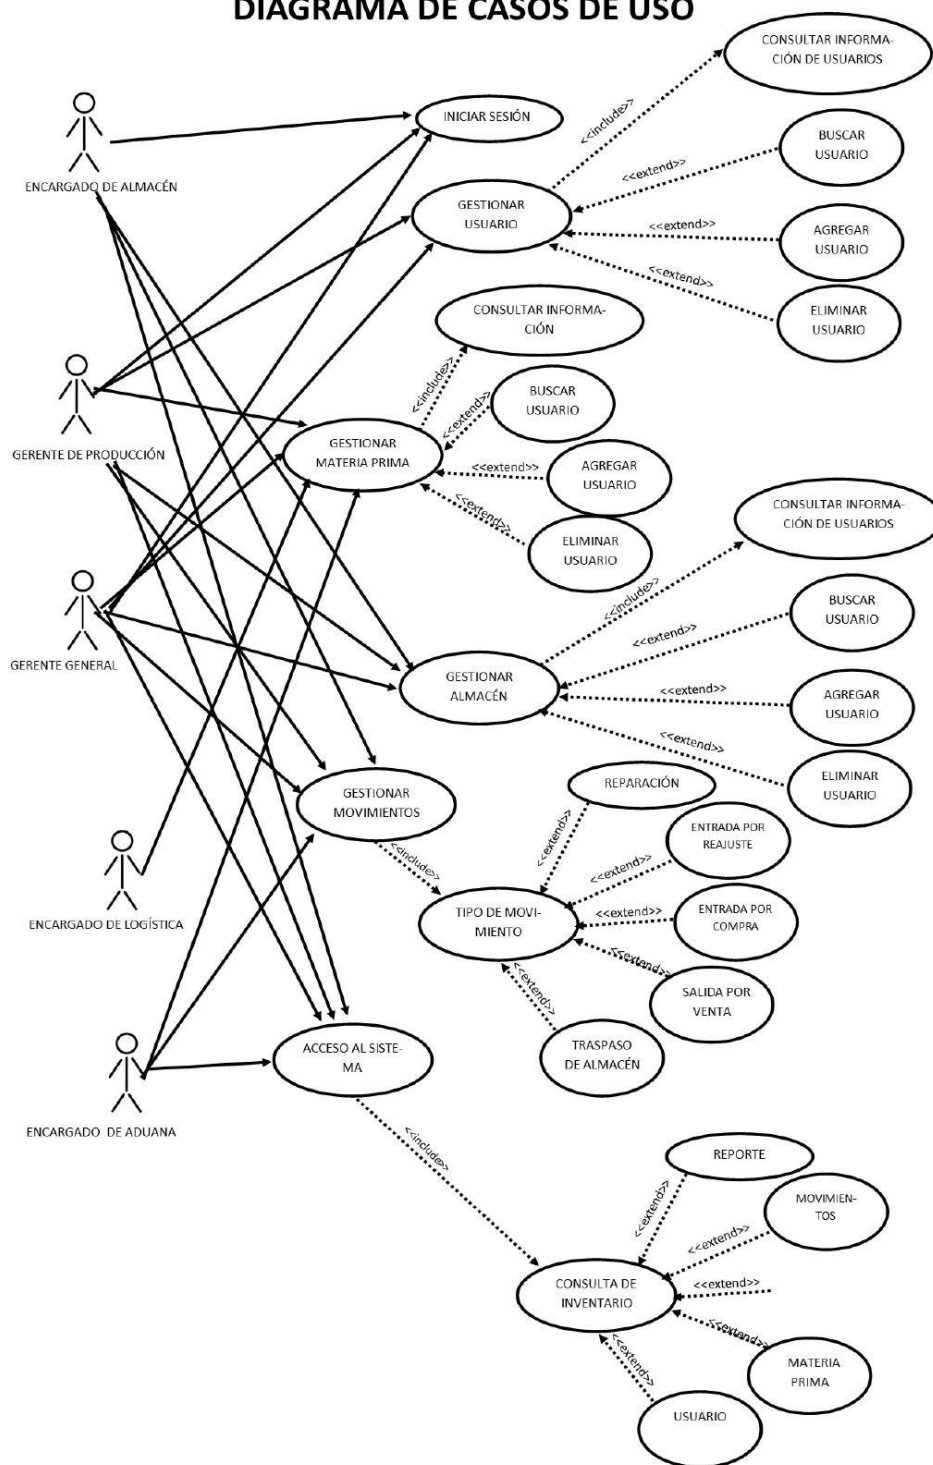 DIAGRAMA DE CASOS DE USO
CONSULTAR INFORMA-
CIÓN DE USUARIOS
INICIAR SESIÓN
<<include>>
BUSCAR
USUARIO
ENCARGADO DE ALMACÉN
<<extend>>
GESTIONAR
USUARIO
<<extend>>
AGREGAR
USUARIO
<<extend>>
ELIMINAR
USUARIO
CONSULTAR INFORMA-
CIÓN
<<include>>
BUSCAR
USUARIO
<<extend>>
GERENTE DE PRODUCCIÓN
GESTIONAR
MATERIA PRIMA
<<extend>>
AGREGAR
USUARIO
<<extend>>
ELIMINAR
USUARIO
CONSULTAR INFORMA-
CIÓN DE USUARIOS
<<include>>
BUSCAR
USUARIO
<<extend>>
GERENTE GENERAL
GESTIONAR
ALMACÉN
<<extend>>
AGREGAR
USUARIO
<<extend>>
ELIMINAR
USUARIO
REPARACIÓN
GESTIONAR
MOVIMIENTOS
<<include>>
<<extend>>
ENTRADA POR
REAJUSTE
<<extend>>
ENCARGADO DE LOGÍSTICA
TIPO DE MOVI-
MIENTO
<<extend>>
ENTRADA POR
COMPRA
<<extend>>
SALIDA POR
VENTA
<<extend>>
TRASPASO
DE ALMACÉN
ACCESO AL SISTE-
MA
ENCARGADO DE ADUANA
<<include>>
REPORTE
<<extend>>
MOVIMIEN-
TOS
<<extend>>
CONSULTA DE
INVENTARIO
<<extend>>
<<extend>>
MATERIA
PRIMA
<<extend>>
USUARIO